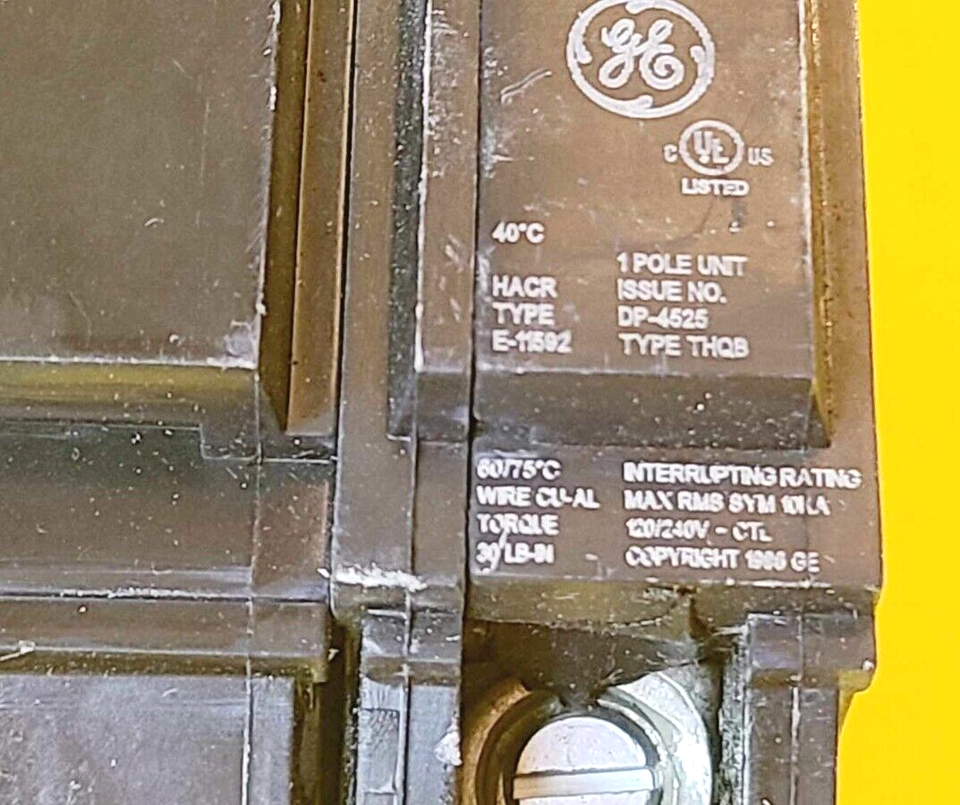 GE
C UL US
LISTED
40°C
1 POLE UNIT
HACR ISSUE NO.
TYPE DP-4525
E-11592 TYPE THQB
60/75°C INTERRUPTING RATING
WIRE CU-AL MAX RMS SYM 10KA
TORQUE 120/240V - CTL
30 LB-IN COPYRIGHT GE